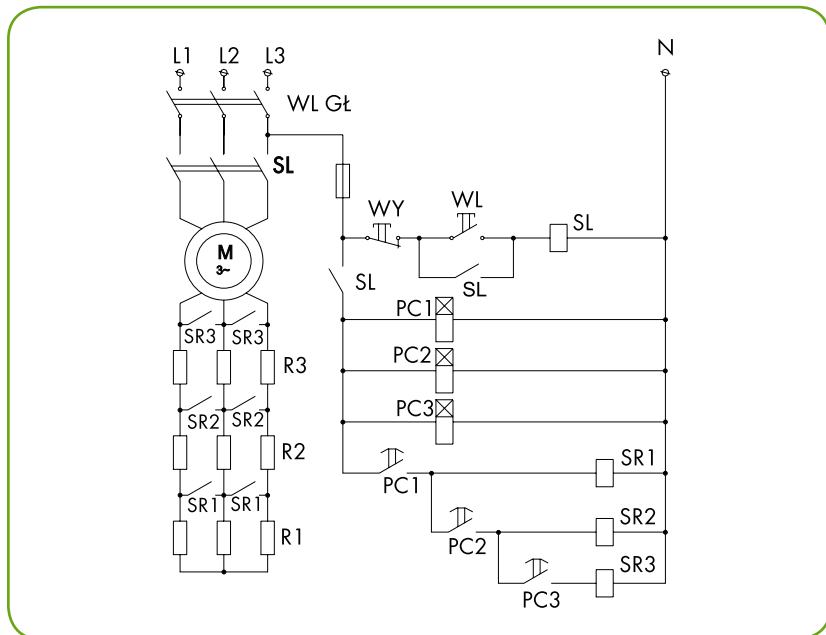 L1 L2 L3 N
WL GŁ
SL
WY WL SL
M
3~
SL
SL
PC1
SR3 SR3
PC2
R3
PC3
SR2 SR2
R2
SR1
PC1
SR1 SR1
SR2
R1
PC2
SR3
PC3